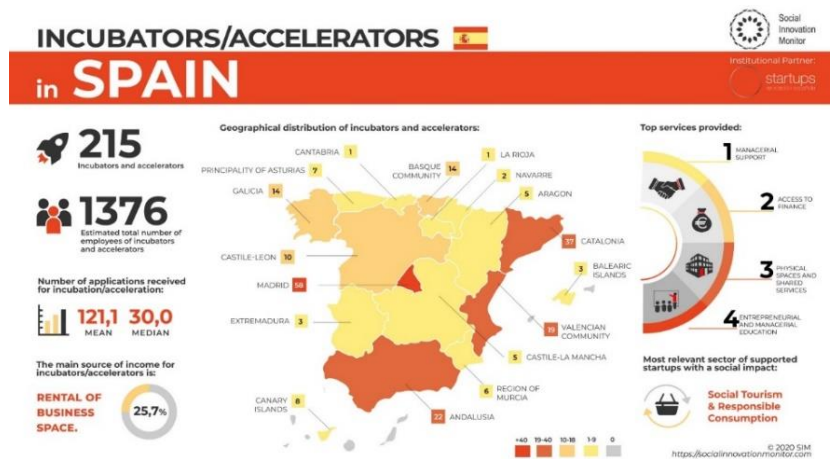 INCUBATORS/ACCELERATORS
in SPAIN
Social
Innovation
Monitor
Institutional Partner:
startups
215
Incubators and accelerators
1376
Estimated total number of
employees of incubators
and accelerators
Number of applications received
for incubation/acceleration:
121,1 30,0
MEAN MEDIAN
The main source of income for
incubators/accelerators is:
RENTAL OF
BUSINESS
SPACE.
25,7%
Geographical distribution of incubators and accelerators:
CANTABRIA 1
1 LA RIOJA
PRINCIPALITY OF ASTURIAS 7
BASQUE
COMMUNITY 14
2 NAVARRE
GALICIA 14
5 ARAGON
37 CATALONIA
CASTILE-LEON 10
3 BALEARIC
ISLANDS
MADRID 58
EXTREMADURA 3
19 VALENCIAN
COMMUNITY
5 CASTILE-LA MANCHA
6 REGION OF
MURCIA
CANARY
ISLANDS 8
22 ANDALUSIA
+40 19-40 10-18 1-9 0
Top services provided:
1 MANAGERIAL
SUPPORT
2 ACCESS TO
FINANCE
3 PHYSICAL
SPACES AND
SHARED
SERVICES
4 ENTREPRENEURIAL
AND MANAGERIAL
EDUCATION
Most relevant sector of supported
startups with a social impact:
Social Tourism
& Responsible
Consumption
© 2020 SIM
https://socialinnovationmonitor.com/